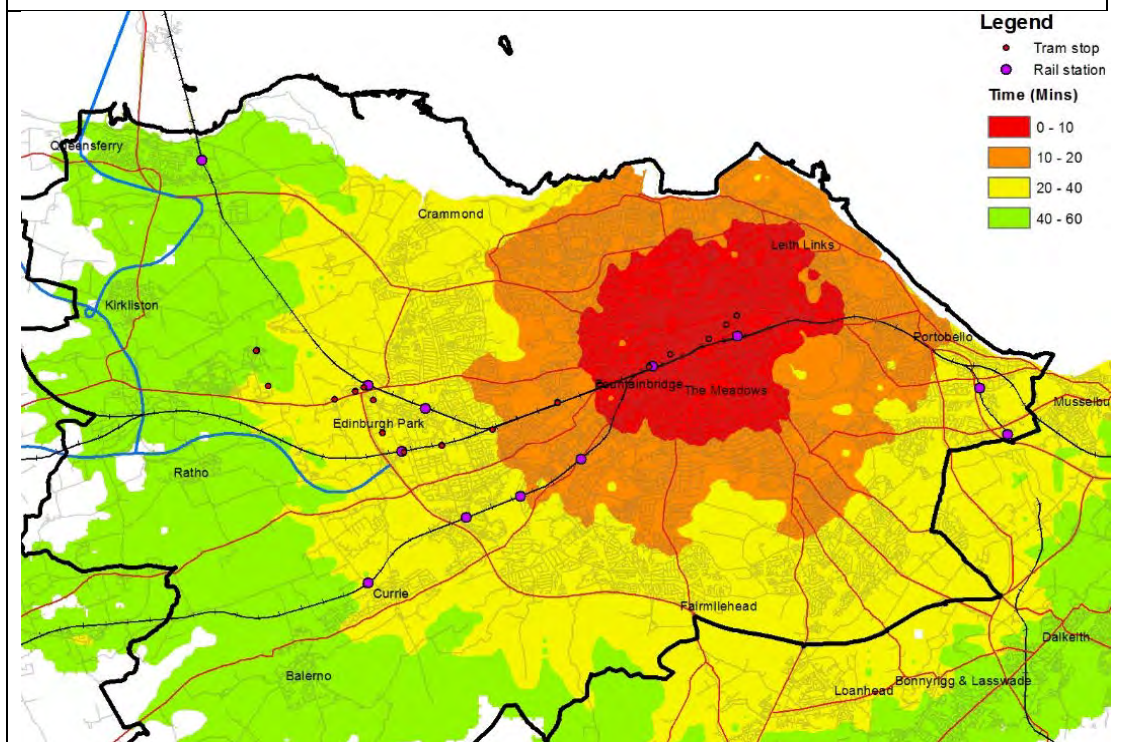 Legend
Tram stop
Rail station
Time (Mins)
0 - 10
10 - 20
20 - 40
40 - 60
Queensferry
Crammond
Leith Links
Kirkliston
Portobello
Fountainbridge
The Meadows
Musselbu
Edinburgh Park
Ratho
Currie
Fairmilehead
Dalkeith
Balerno
Bonnyrigg & Lasswade
Loanhead